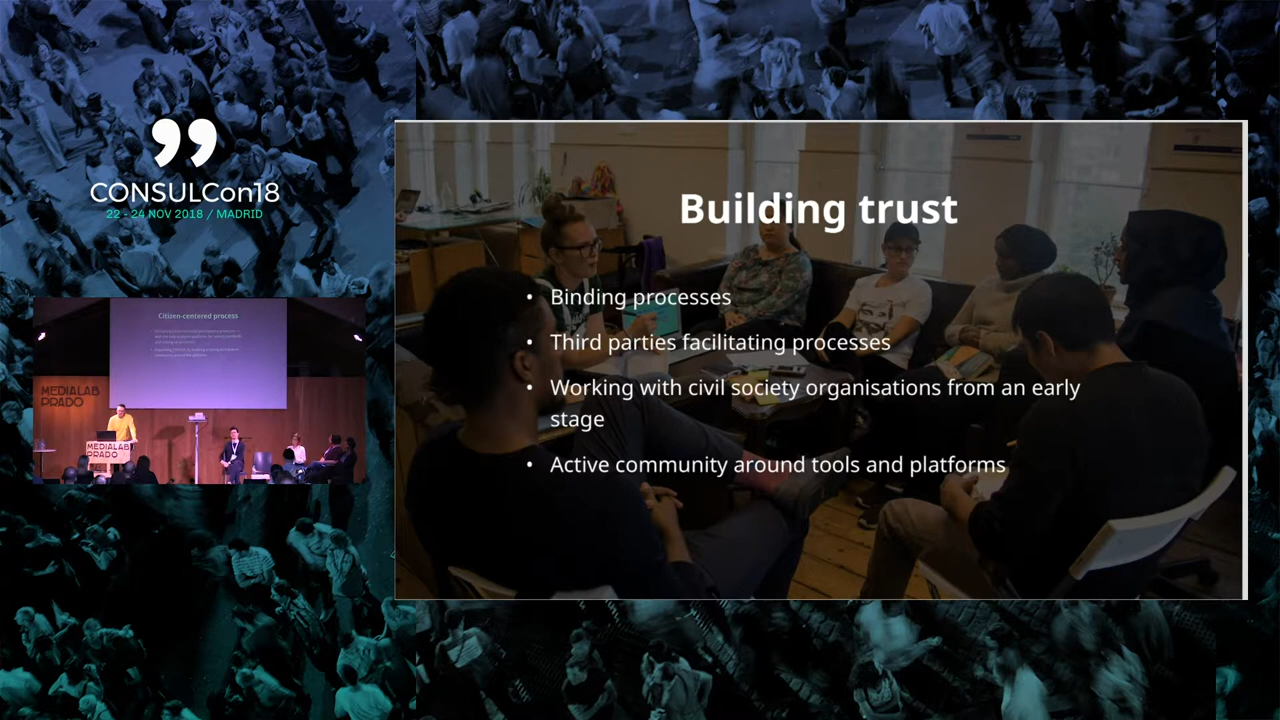 CONSULCon18
22 - 24 NOV 2018 / MADRID
Citizen-centered process
MEDIALAB
PRADO
MEDIALAB
PRADO
Building trust
• Binding processes
• Third parties facilitating processes
• Working with civil society organisations from an early
stage
• Active community around tools and platforms